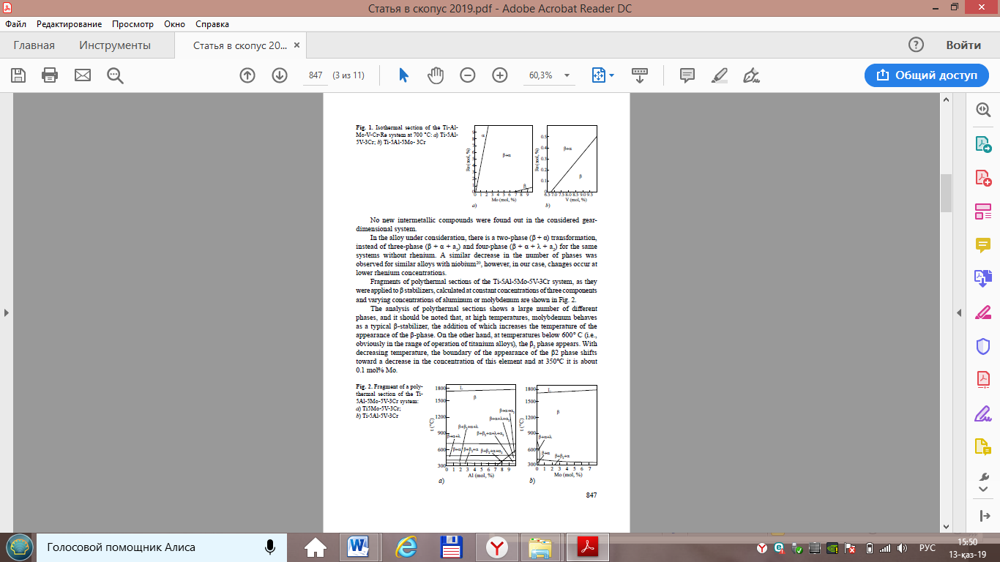 Статья в скопус 2019.pdf - Adobe Acrobat Reader DC
Файл Редактирование Просмотр Окно Справка
Главная Инструменты Статья в скопус 20... × Войти
847 (3 из 11) 60,3% Общий доступ
Fig. 1. Isothermal section of the Ti-Al-
Mo-V-Cr-Re system at 700 °C: a) Ti-5Al-
5V-3Cr; b) Ti-5Al-5Mo- 3Cr
Re (mol, %)
9
8
7
6
5
4
3
2
1
0
α
β+α
β
0 1 2 3 4 5 6 7 8 9
Mo (mol, %)
a)
Re (mol, %)
0.5
0.4
0.3
0.2
0.1
0
β+α
β
6.5 7.0 7.5 8.0 8.5 9.0 9.5
V (mol, %)
b)
No new intermetallic compounds were found out in the considered gear-
dimensional system.
In the alloy under consideration, there is a two-phase (β + α) transformation,
instead of three-phase (β + α + a₂) and four-phase (β + α + λ + a₂) for the same
systems without rhenium. A similar decrease in the number of phases was
observed for similar alloys with niobium²⁰, however, in our case, changes occur at
lower rhenium concentrations.
Fragments of polythermal sections of the Ti-5Al-5Mo-5V-3Cr system, as they
were applied to β stabilizers, calculated at constant concentrations of three components
and varying concentrations of aluminum or molybdenum are shown in Fig. 2.
The analysis of polythermal sections shows a large number of different
phases, and it should be noted that, at high temperatures, molybdenum behaves
as a typical β-stabilizer, the addition of which increases the temperature of the
appearance of the β-phase. On the other hand, at temperatures below 600° C (i.e.,
obviously in the range of operation of titanium alloys), the β₂ phase appears. With
decreasing temperature, the boundary of the appearance of the β2 phase shifts
toward a decrease in the concentration of this element and at 350°C it is about
0.1 mol% Mo.
Fig. 2. Fragment of a poly-
thermal section of the Ti-
5Al-5Mo-5V-3Cr system:
a) Ti5Mo-5V-3Cr;
b) Ti-5Al-5V-3Cr
t (°C)
1800
1500
1200
900
600
300
L
β
β+α+α₂
β+α+λ+α₂
β+β₂+α+λ
β+β₂+α+λ+α₂
β+α+λ
β+α β+β₂+α β+β₂+α+α₂
0 1 2 3 4 5 6 7 8 9
Al (mol, %)
a)
t (°C)
1800
1500
1200
900
600
300
L
β
β+α+λ
β+α
β+β₂+α
0 1 2 3 4 5 6 7
Mo (mol, %)
b)
847
Голосовой помощник Алиса
РУС
15:50
13-қаз-19